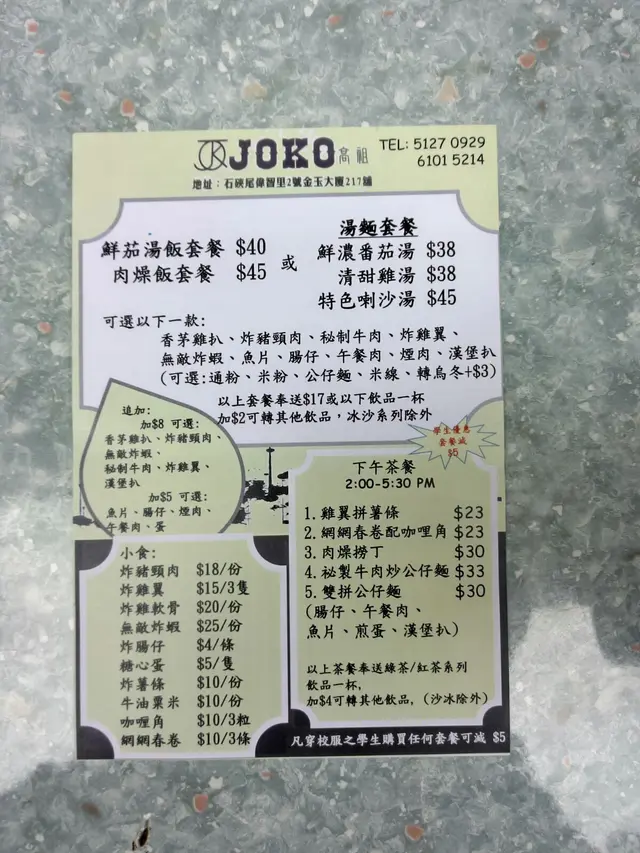 JOKO 高祖
TEL: 5127 0929
6101 5214
地址：石硤尾偉智里2號金玉大廈217舖
鮮茄湯飯套餐 $40
肉燥飯套餐 $45
或
湯麵套餐
鮮濃番茄湯 $38
清甜雞湯 $38
特色喇沙湯 $45
可選以下一款:
香茅雞扒、炸豬頸肉、秘制牛肉、炸雞翼、
無敵炸蝦、魚片、腸仔、午餐肉、煙肉、漢堡扒
(可選:通粉、米粉、公仔麵、米線、轉烏冬+$3)
以上套餐奉送$17或以下飲品一杯
加$2可轉其他飲品，冰沙系列除外
追加:
加$8 可選:
香茅雞扒、炸豬頸肉、
無敵炸蝦、
秘制牛肉、炸雞翼、
漢堡扒
加$5 可選:
魚片、腸仔、煙肉、
午餐肉、蛋
學生優惠
套餐減
$5
下午茶餐
2:00-5:30 PM
1. 雞翼拼薯條 $23
2. 網網春卷配咖哩角 $23
3. 肉燥撈丁 $30
4. 祕製牛肉炒公仔麵 $33
5. 雙拼公仔麵 $30
(腸仔、午餐肉、
魚片、煎蛋、漢堡扒)
以上茶餐奉送綠茶/紅茶系列
飲品一杯,
加$4可轉其他飲品, (沙冰除外)
小食:
炸豬頸肉 $18/份
炸雞翼 $15/3隻
炸雞軟骨 $20/份
無敵炸蝦 $25/份
炸腸仔 $4/條
糖心蛋 $5/隻
炸薯條 $10/份
牛油粟米 $10/份
咖哩角 $10/3粒
網網春卷 $10/3條
凡穿校服之學生購買任何套餐可減 $5